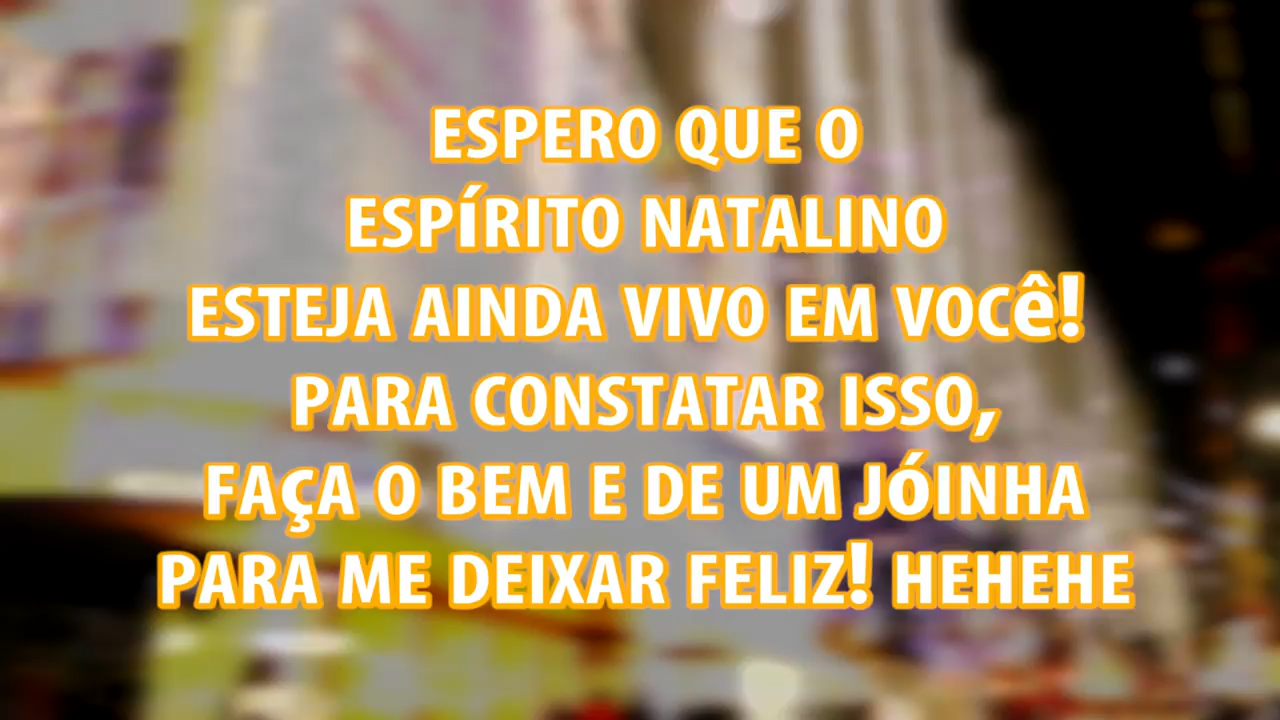 ESPERO QUE O
ESPÍRITO NATALINO
ESTEJA AINDA VIVO EM VOCÊ!
PARA CONSTATAR ISSO,
FAÇA O BEM E DE UM JÓINHA
PARA ME DEIXAR FELIZ! HEHEHE